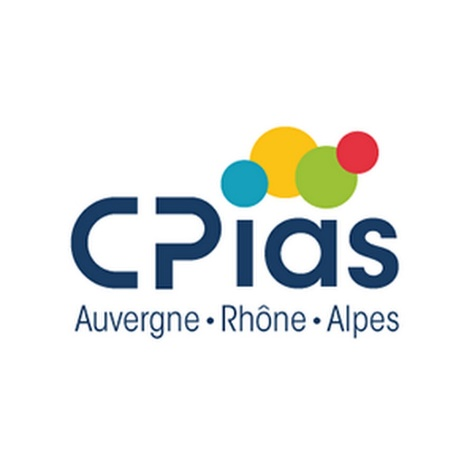 CPias
Auvergne • Rhône • Alpes